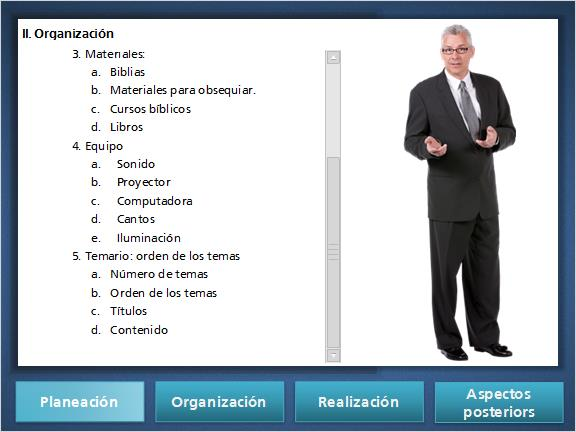 II. Organización
3. Materiales:
a. Biblias
b. Materiales para obsequiar.
c. Cursos bíblicos
d. Libros
4. Equipo
a. Sonido
b. Proyector
c. Computadora
d. Cantos
e. Iluminación
5. Temario: orden de los temas
a. Número de temas
b. Orden de los temas
c. Títulos
d. Contenido
Planeación
Organización
Realización
Aspectos
posteriors